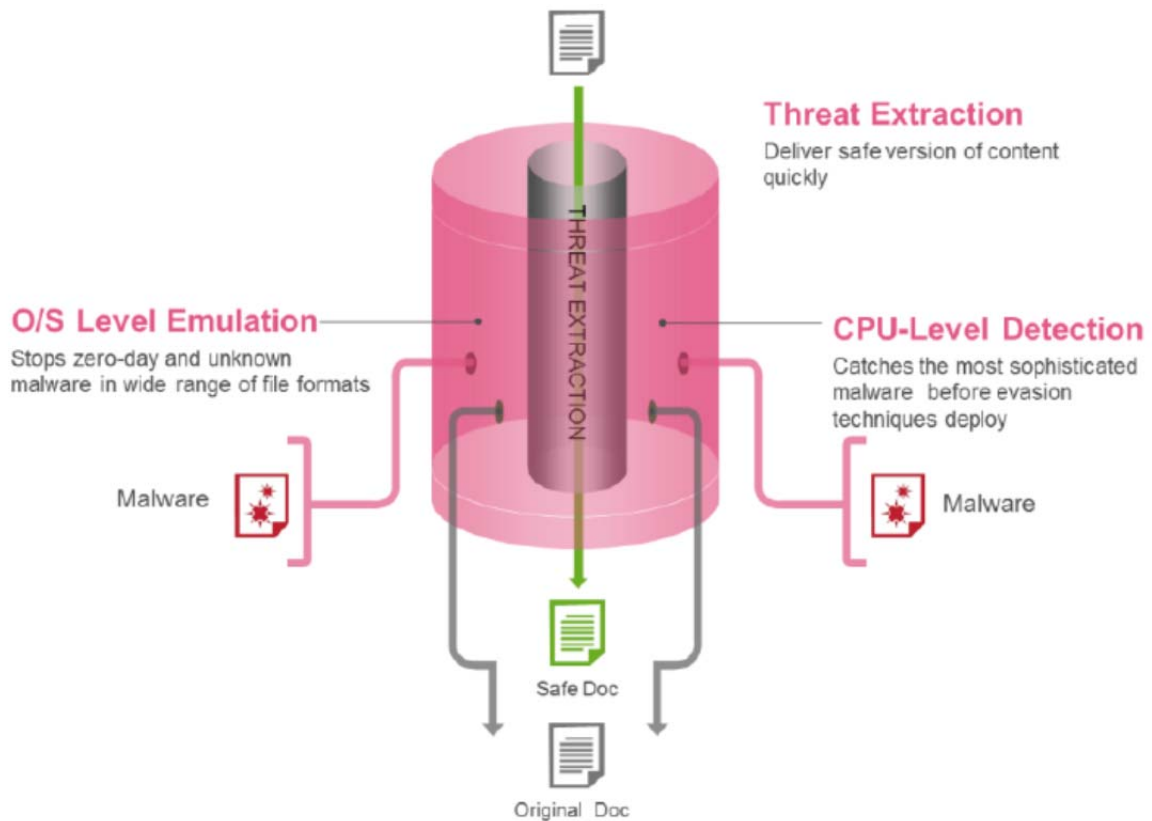 Threat Extraction
Deliver safe version of content
quickly
THREAT EXTRACTION
O/S Level Emulation
Stops zero-day and unknown
malware in wide range of file formats
CPU-Level Detection
Catches the most sophisticated
malware before evasion
techniques deploy
Malware
Malware
Safe Doc
Original Doc